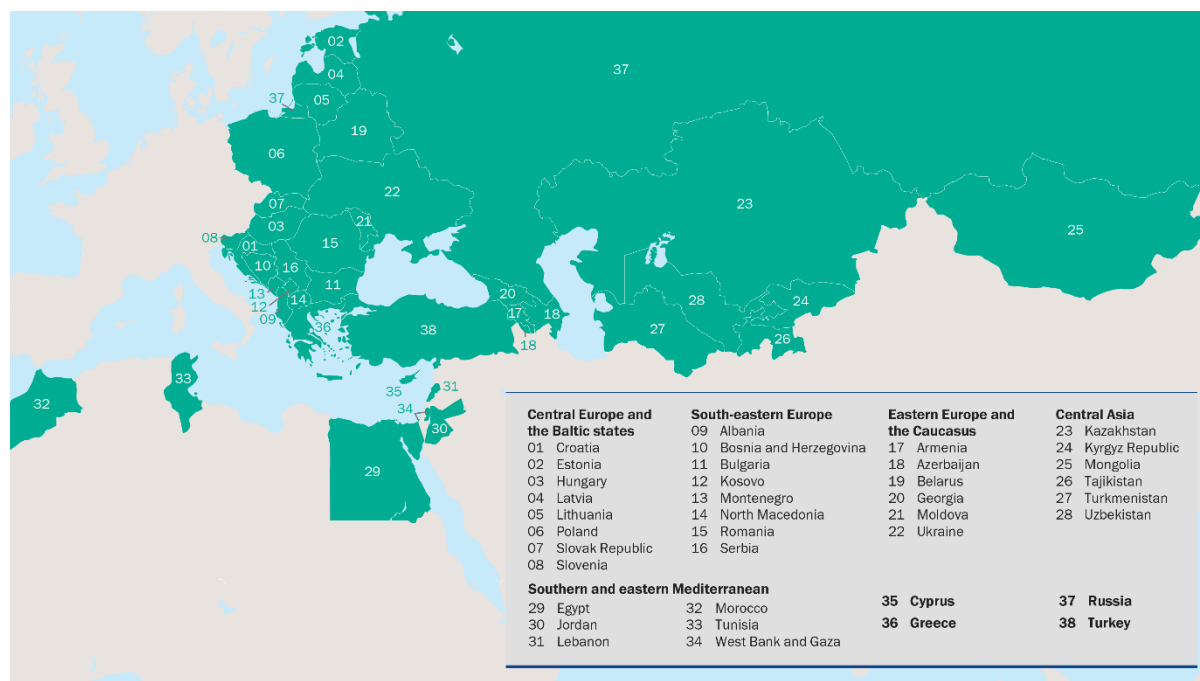 02
37
04
37
05
19
06
22
07
23
03
21
08
01
15
25
10
16
13
11
14
20
28
24
12
17
18
09
36
38
27
26
18
33
35
31
32
34
30
29
Central Europe and
the Baltic states
01 Croatia
02 Estonia
03 Hungary
04 Latvia
05 Lithuania
06 Poland
07 Slovak Republic
08 Slovenia
South-eastern Europe
09 Albania
10 Bosnia and Herzegovina
11 Bulgaria
12 Kosovo
13 Montenegro
14 North Macedonia
15 Romania
16 Serbia
Eastern Europe and
the Caucasus
17 Armenia
18 Azerbaijan
19 Belarus
20 Georgia
21 Moldova
22 Ukraine
Central Asia
23 Kazakhstan
24 Kyrgyz Republic
25 Mongolia
26 Tajikistan
27 Turkmenistan
28 Uzbekistan
Southern and eastern Mediterranean
29 Egypt
30 Jordan
31 Lebanon
32 Morocco
33 Tunisia
34 West Bank and Gaza
35 Cyprus
36 Greece
37 Russia
38 Turkey